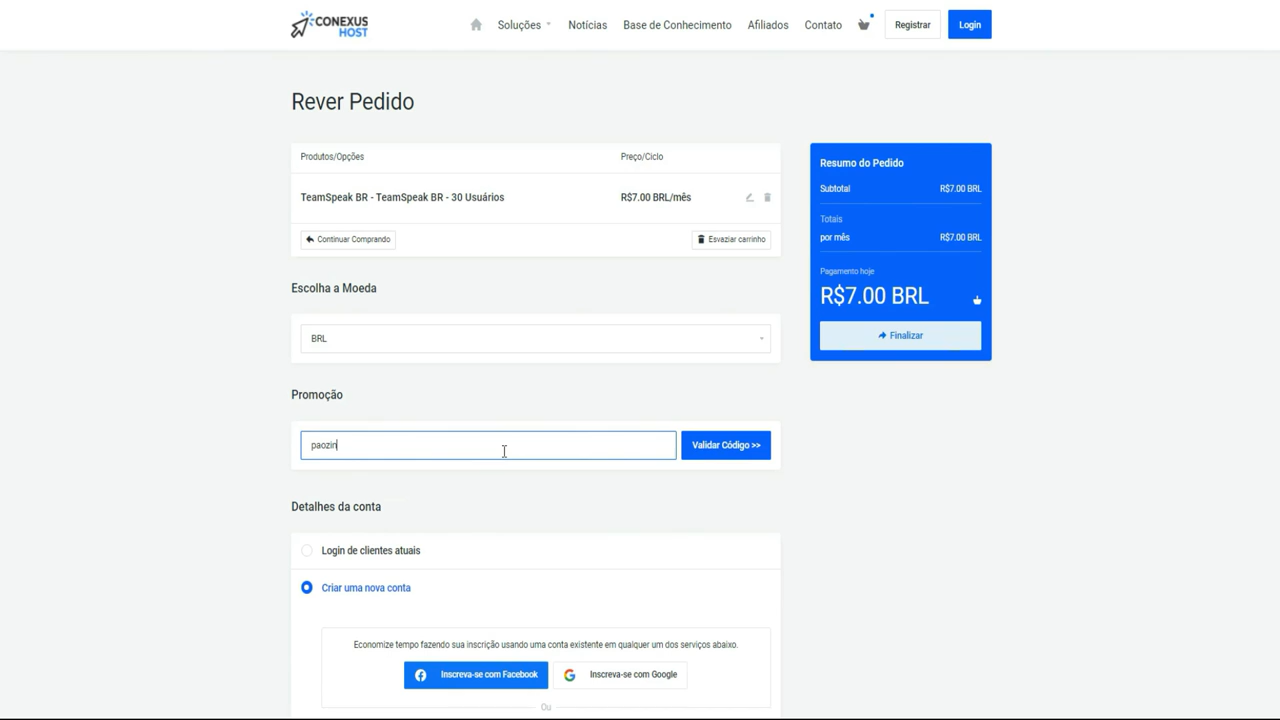 CONEXUS
HOST
Soluções
Notícias
Base de Conhecimento
Afiliados
Contato
Registrar
Login
Rever Pedido
Produtos/Opções
Preço/Ciclo
TeamSpeak BR - TeamSpeak BR - 30 Usuários
R$7.00 BRL/mês
Continuar Comprando
Esvaziar carrinho
Escolha a Moeda
BRL
Promoção
paozin
Validar Código >>
Detalhes da conta
Login de clientes atuais
Criar uma nova conta
Economize tempo fazendo sua inscrição usando uma conta existente em qualquer um dos serviços abaixo.
Inscreva-se com Facebook
Inscreva-se com Google
Ou
Resumo do Pedido
Subtotal R$7.00 BRL
Totais
por mês R$7.00 BRL
Pagamento hoje
R$7.00 BRL
Finalizar